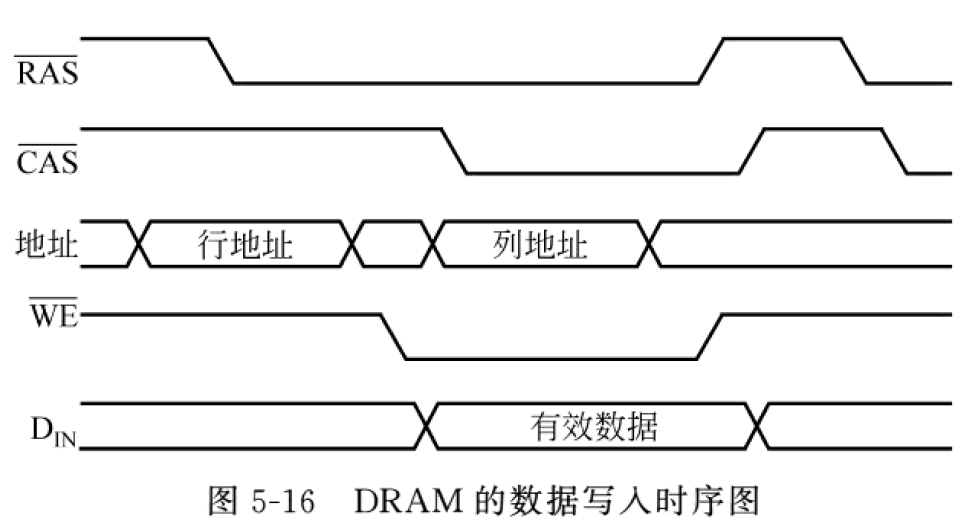 RAS
CAS
地址 行地址 列地址
WE
DIN 有效数据
图 5-16 DRAM 的数据写入时序图